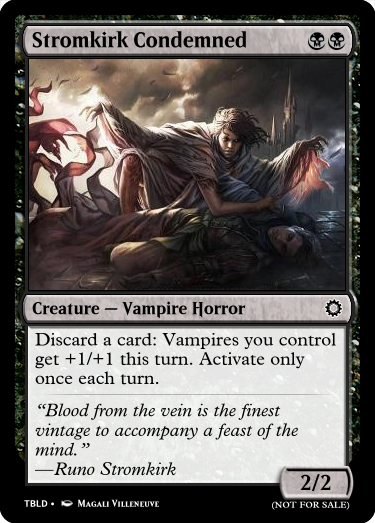 Stromkirk Condemned
Creature — Vampire Horror
Discard a card: Vampires you control
get +1/+1 this turn. Activate only
once each turn.
“Blood from the vein is the finest
vintage to accompany a feast of the
mind.”
—Runo Stromkirk
2/2
TBLD • Magali Villeneuve
(NOT FOR SALE)